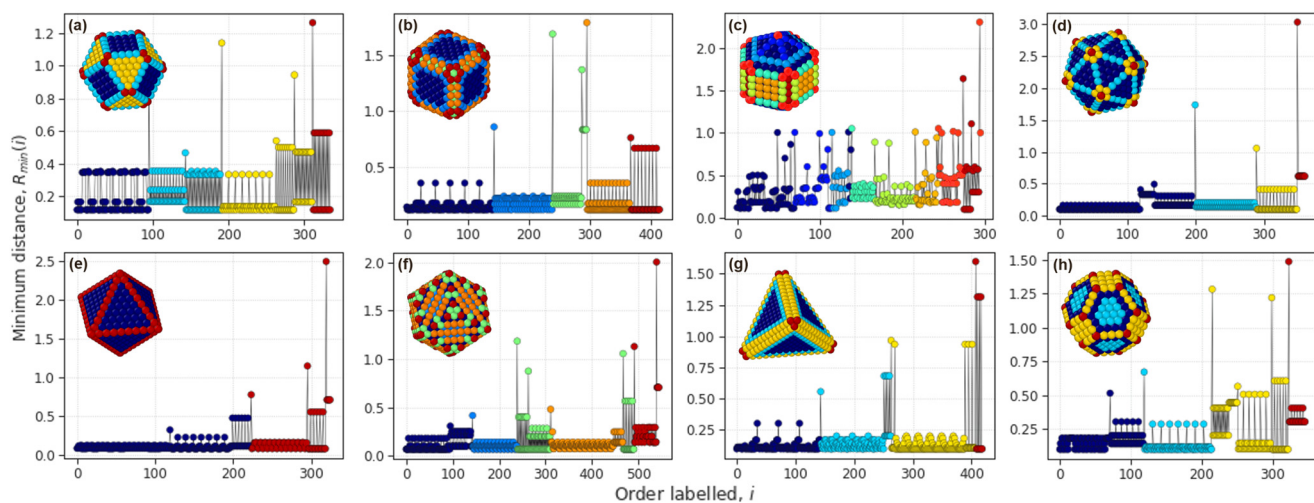 (a) (b) (c) (d)
1.2 1.0 0.8 0.6 0.4 0.2
0 100 200 300
1.5 1.0 0.5
0 100 200 300 400
2.0 1.5 1.0 0.5 0.0
0 100 200 300
3.0 2.5 2.0 1.5 1.0 0.5 0.0
0 100 200 300
Minimum distance, R_min(i)
(e) (f) (g) (h)
2.5 2.0 1.5 1.0 0.5 0.0
0 100 200 300
2.0 1.5 1.0 0.5 0.0
0 100 200 300 400 500
1.50 1.25 1.00 0.75 0.50 0.25
0 100 200 300 400
1.50 1.25 1.00 0.75 0.50 0.25
0 100 200 300
Order labelled, i